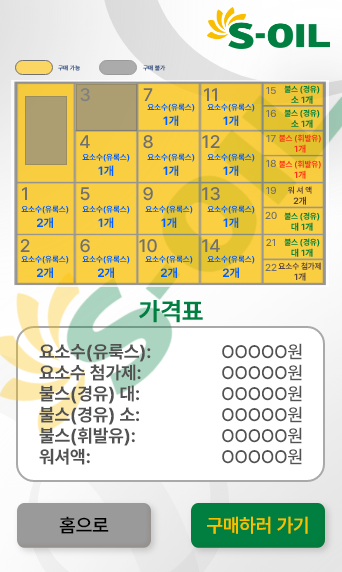 S-OIL
구매 가능
구매 불가
3
7
요소수(유록스)
1개
11
요소수(유록스)
1개
15 불스 (경유)
소 1개
16 불스 (경유)
소 1개
4
요소수(유록스)
1개
8
요소수(유록스)
1개
12
요소수(유록스)
1개
17 불스 (휘발유)
1개
18 불스 (휘발유)
1개
1
요소수(유록스)
2개
5
요소수(유록스)
1개
9
요소수(유록스)
1개
13
요소수(유록스)
1개
19 워셔액
2개
20 불스 (경유)
대 1개
2
요소수(유록스)
2개
6
요소수(유록스)
2개
10
요소수(유록스)
2개
14
요소수(유록스)
2개
21 불스 (경유)
대 1개
22 요소수 첨가제
1개
가격표
요소수(유록스): OOOOO원
요소수 첨가제: OOOOO원
불스(경유) 대: OOOOO원
불스(경유) 소: OOOOO원
불스(휘발유): OOOOO원
워셔액: OOOOO원
홈으로
구매하러 가기